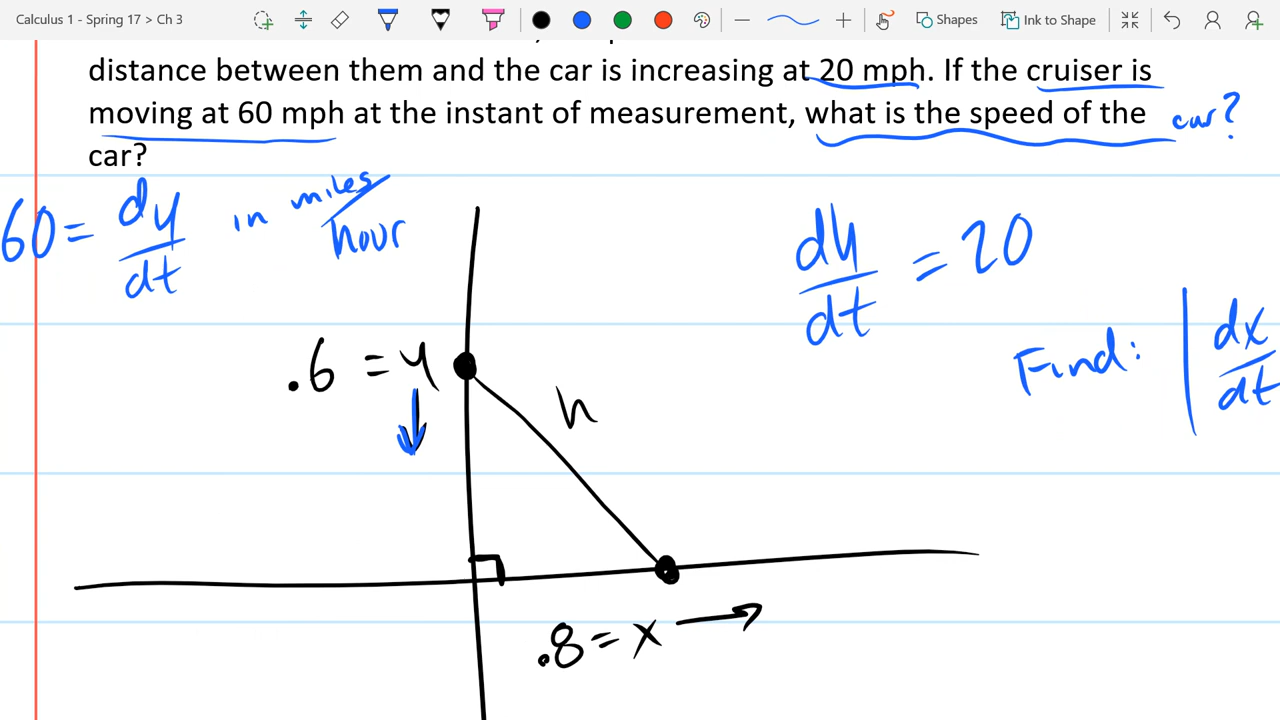 Calculus 1 - Spring 17 > Ch 3
Shapes
Ink to Shape
distance between them and the car is increasing at 20 mph. If the cruiser is
moving at 60 mph at the instant of measurement, what is the speed of the car?
car?
60 = dy/dt in miles/hour
dh/dt = 20
Find: | dx/dt
.6 = y
h
.8 = x